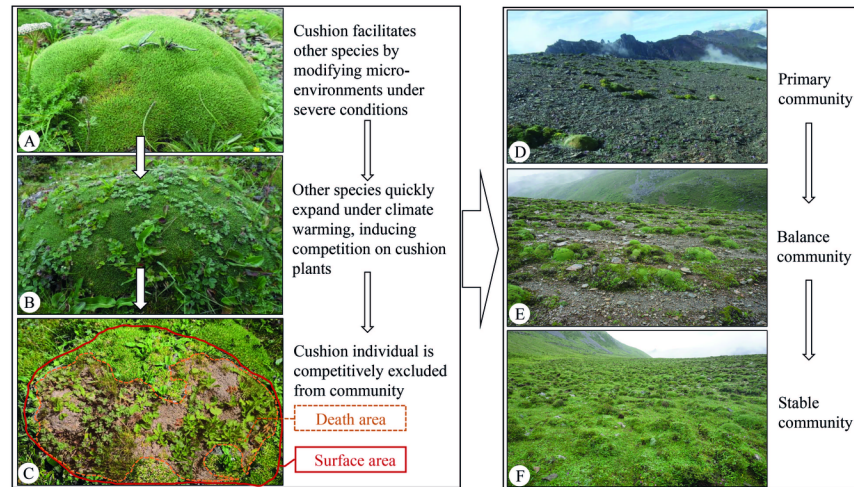 Cushion facilitates
other species by
modifying micro-
environments under
severe conditions
A
Other species quickly
expand under climate
warming, inducing
competition on cushion
plants
B
Cushion individual is
competitively excluded
from community
Death area
Surface area
C
D
Primary
community
E
Balance
community
F
Stable
community